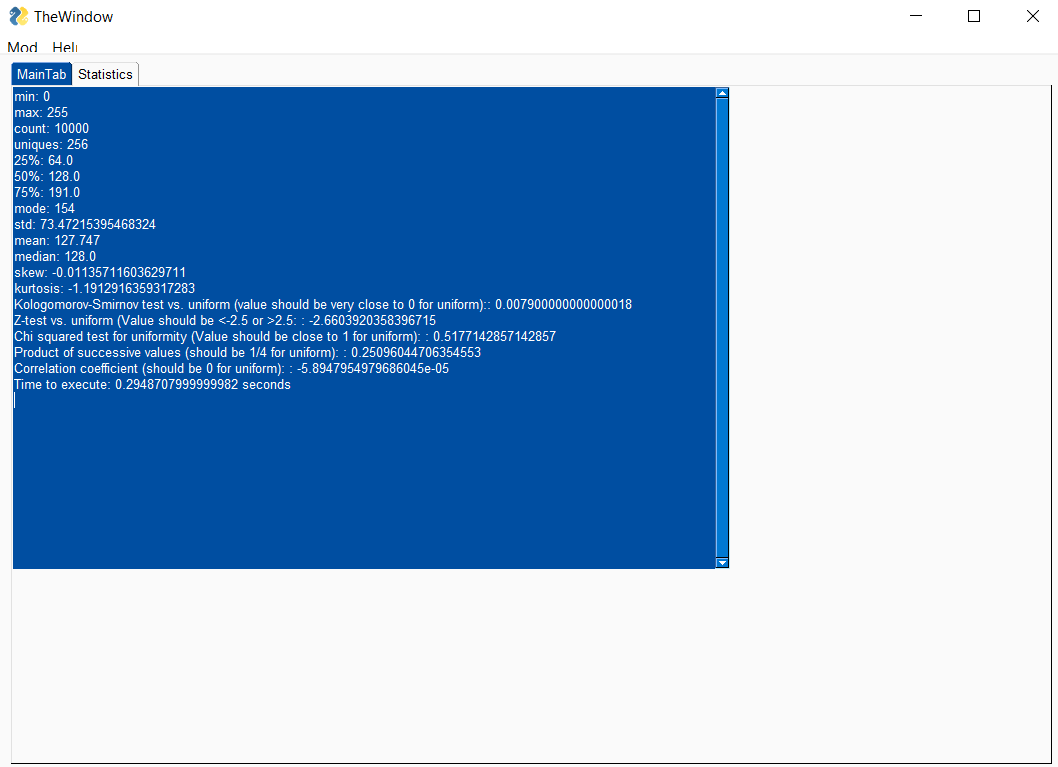 TheWindow
Mod Hel
MainTab Statistics
min: 0
max: 255
count: 10000
uniques: 256
25%: 64.0
50%: 128.0
75%: 191.0
mode: 154
std: 73.47215395468324
mean: 127.747
median: 128.0
skew: -0.01135711603629711
kurtosis: -1.1912916359317283
Kologomorov-Smirnov test vs. uniform (value should be very close to 0 for uniform):: 0.007900000000000018
Z-test vs. uniform (Value should be <-2.5 or >2.5: : -2.6603920358396715
Chi squared test for uniformity (Value should be close to 1 for uniform): : 0.5177142857142857
Product of successive values (should be 1/4 for uniform): : 0.25096044706354553
Correlation coefficient (should be 0 for uniform): : -5.8947954979686045e-05
Time to execute: 0.2948707999999982 seconds